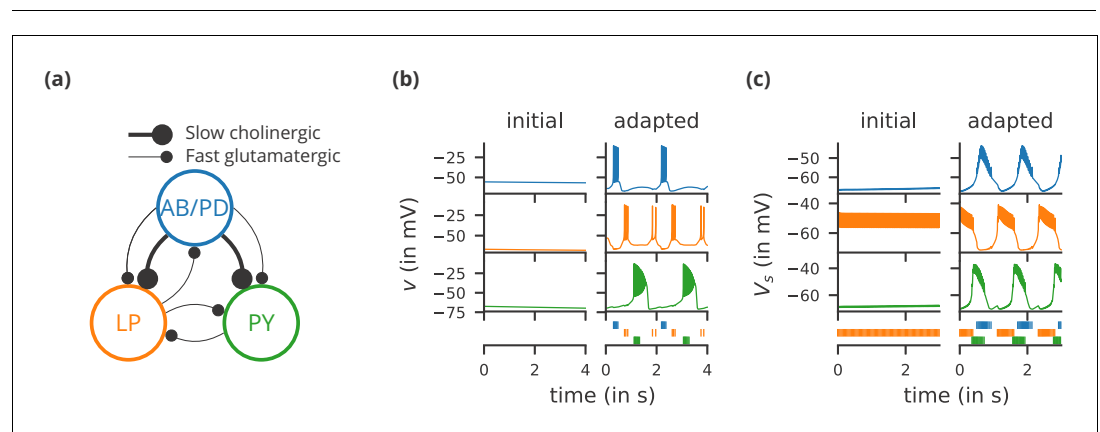 (a)
Slow cholinergic
Fast glutamatergic
AB/PD
LP
PY
(b)
initial
adapted
−25
−50
−25
−50
−25
−50
−75
v (in mV)
0
2
4
0
2
4
time (in s)
(c)
initial
adapted
−50
−60
−40
−60
−40
−60
Vs (in mV)
0
2
0
2
time (in s)